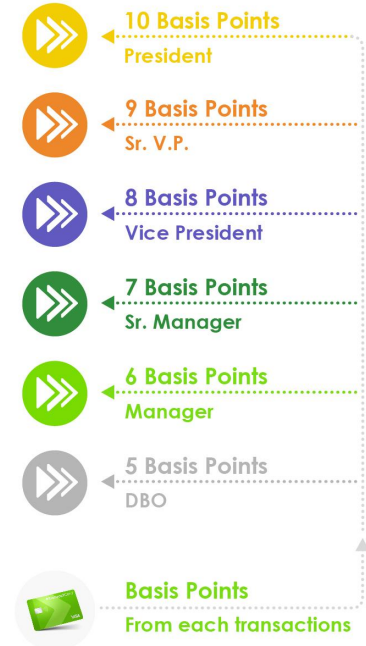 10 Basis Points
President
9 Basis Points
Sr. V.P.
8 Basis Points
Vice President
7 Basis Points
Sr. Manager
6 Basis Points
Manager
5 Basis Points
DBO
Basis Points
From each transactions
VISA